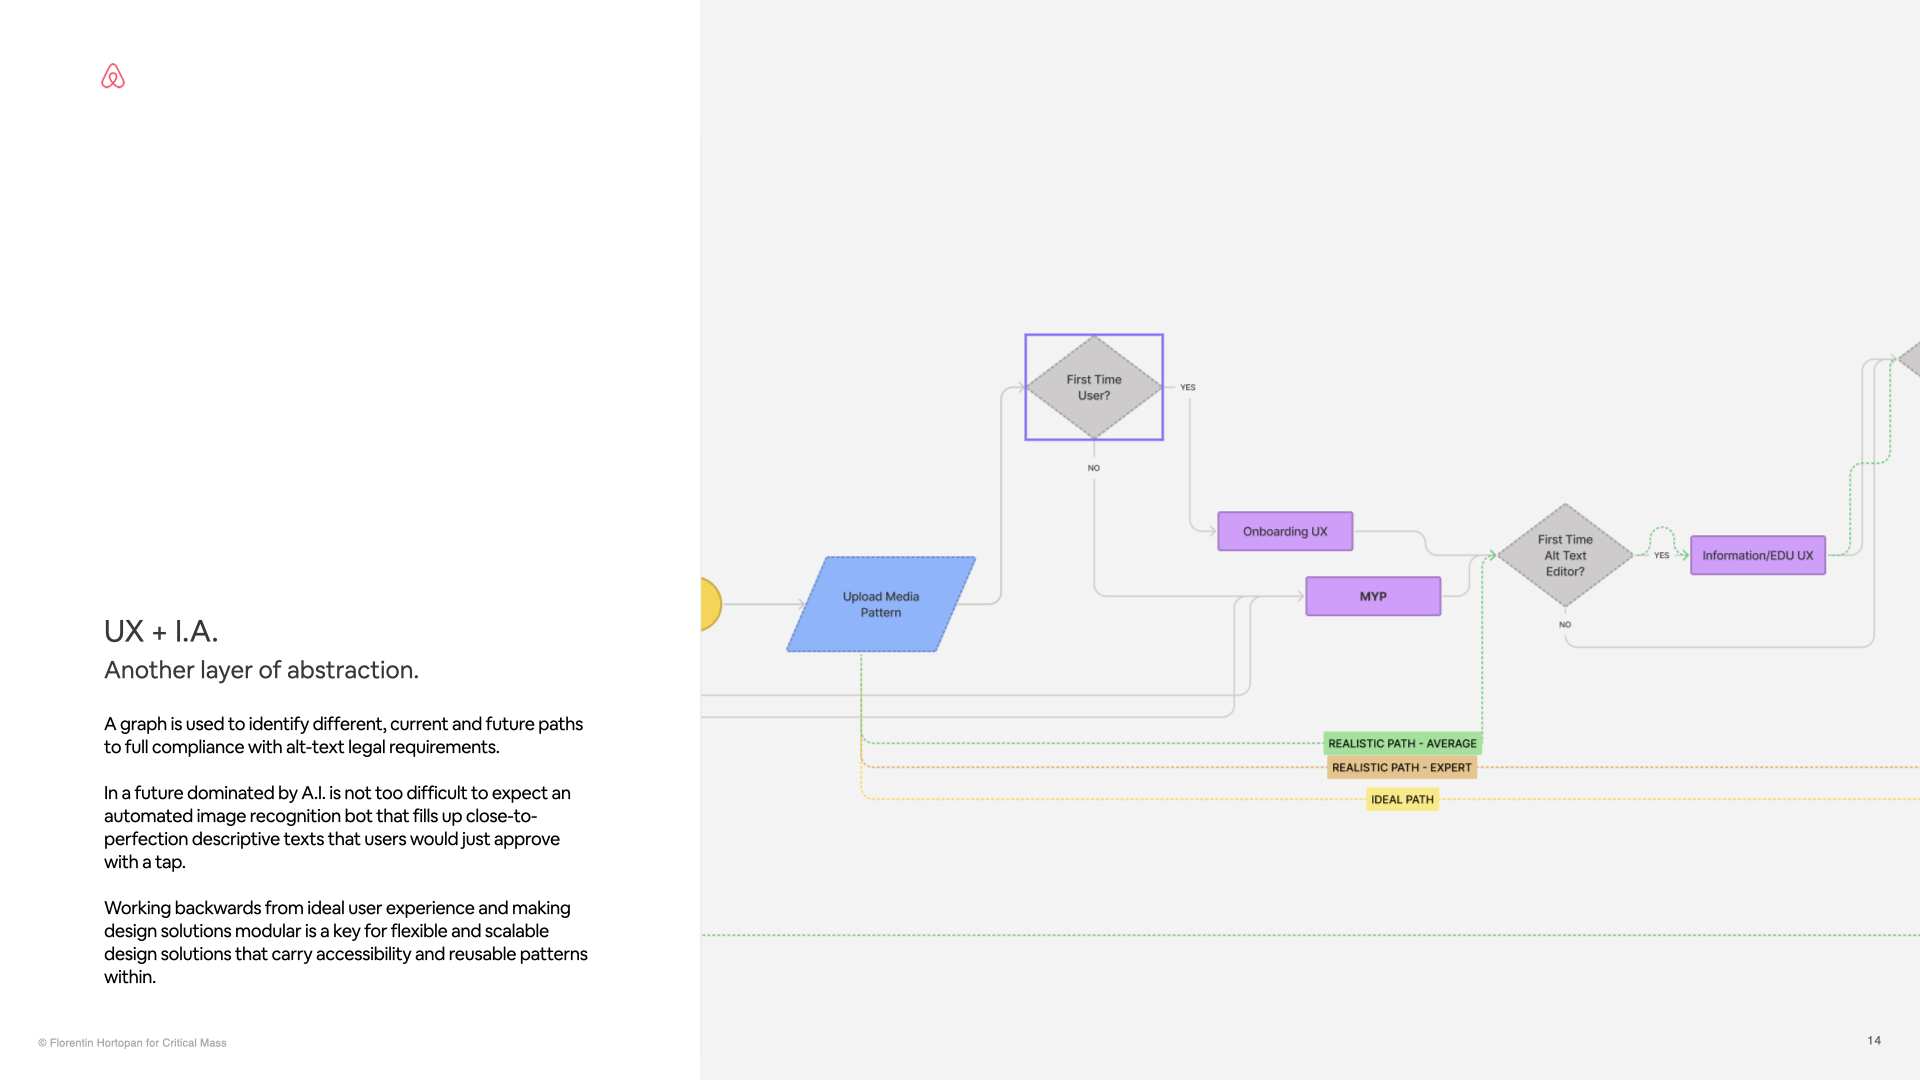 UX + I.A.
Another layer of abstraction.
A graph is used to identify different, current and future paths
to full compliance with alt-text legal requirements.
In a future dominated by A.I. is not too difficult to expect an
automated image recognition bot that fills up close-to-
perfection descriptive texts that users would just approve
with a tap.
Working backwards from ideal user experience and making
design solutions modular is a key for flexible and scalable
design solutions that carry accessibility and reusable patterns
within.
© Florentin Hortopan for Critical Mass
Upload Media
Pattern
First Time
User?
YES
NO
Onboarding UX
MYP
First Time
Alt Text
Editor?
YES
NO
Information/EDU UX
REALISTIC PATH - AVERAGE
REALISTIC PATH - EXPERT
IDEAL PATH
14